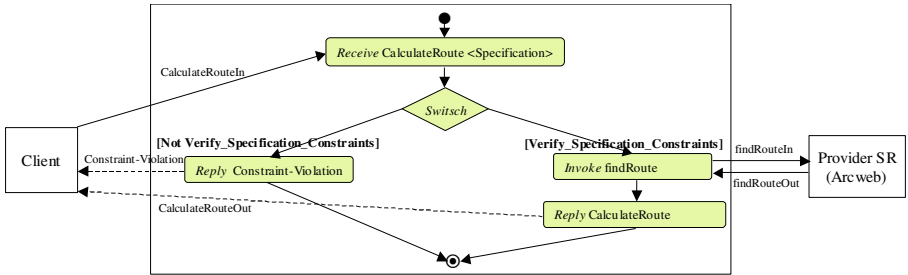 Receive CalculateRoute <Specification>
CalculateRouteIn
Switsch
[Not Verify_Specification_Constraints]
[Verify_Specification_Constraints]
Client
Constraint-Violation
Reply Constraint-Violation
Invoke findRoute
findRouteIn
findRouteOut
Provider SR
(Arcweb)
CalculateRouteOut
Reply CalculateRoute